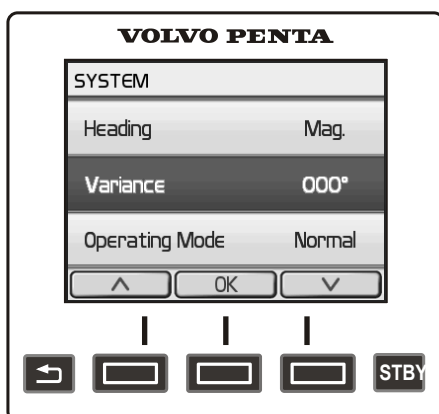 VOLVO PENTA
SYSTEM
Heading Mag.
Variance 000°
Operating Mode Normal
OK
STBY